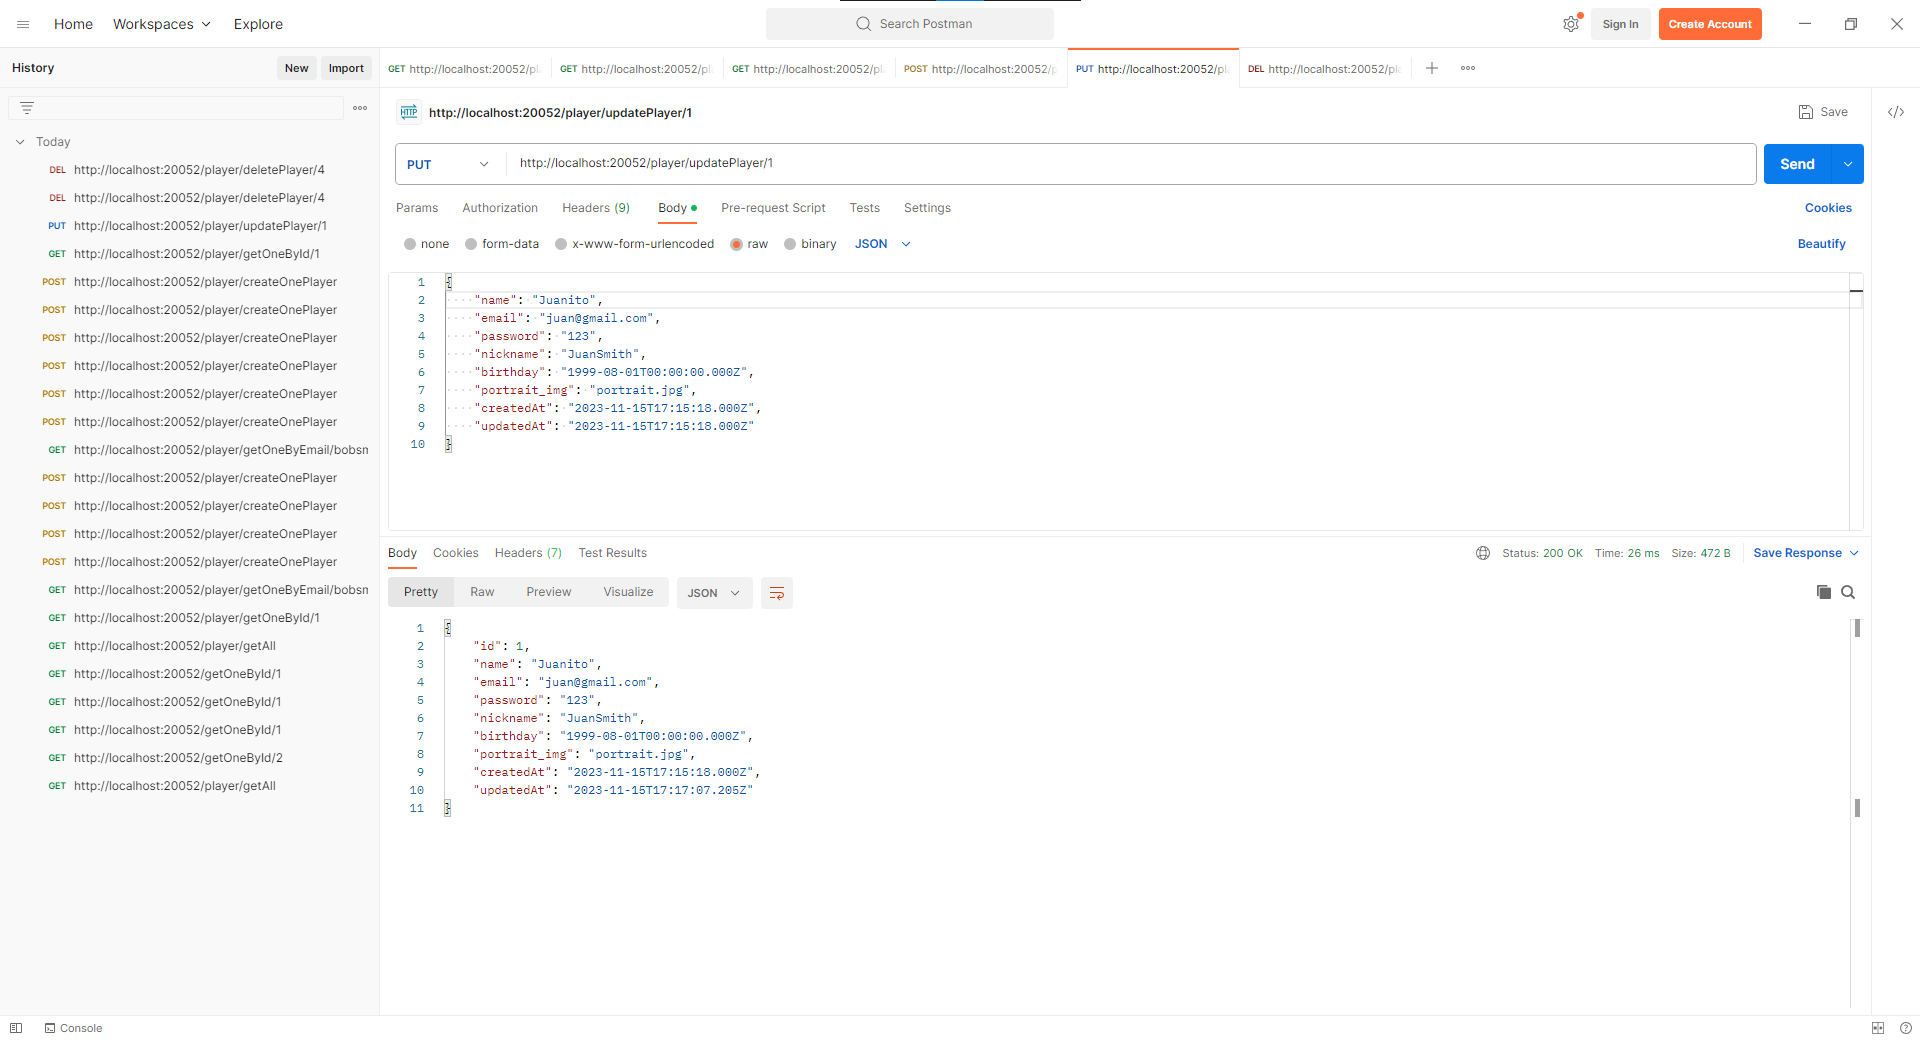 Home Workspaces Explore
Search Postman
Sign In Create Account
History New Import
GET http://localhost:20052/pl GET http://localhost:20052/pl GET http://localhost:20052/pl POST http://localhost:20052/p PUT http://localhost:20052/pl DEL http://localhost:20052/pl
Today
DEL http://localhost:20052/player/deletePlayer/4
DEL http://localhost:20052/player/deletePlayer/4
PUT http://localhost:20052/player/updatePlayer/1
GET http://localhost:20052/player/getOneById/1
POST http://localhost:20052/player/createOnePlayer
POST http://localhost:20052/player/createOnePlayer
POST http://localhost:20052/player/createOnePlayer
POST http://localhost:20052/player/createOnePlayer
POST http://localhost:20052/player/createOnePlayer
POST http://localhost:20052/player/createOnePlayer
GET http://localhost:20052/player/getOneByEmail/bobsm
POST http://localhost:20052/player/createOnePlayer
POST http://localhost:20052/player/createOnePlayer
POST http://localhost:20052/player/createOnePlayer
POST http://localhost:20052/player/createOnePlayer
GET http://localhost:20052/player/getOneByEmail/bobsm
GET http://localhost:20052/player/getOneById/1
GET http://localhost:20052/player/getAll
GET http://localhost:20052/getOneById/1
GET http://localhost:20052/getOneById/1
GET http://localhost:20052/getOneById/1
GET http://localhost:20052/getOneById/2
GET http://localhost:20052/player/getAll
HTTP http://localhost:20052/player/updatePlayer/1 Save
PUT http://localhost:20052/player/updatePlayer/1 Send
Params Authorization Headers (9) Body Pre-request Script Tests Settings Cookies
none form-data x-www-form-urlencoded raw binary JSON Beautify
1 {
2 "name": "Juanito",
3 "email": "juan@gmail.com",
4 "password": "123",
5 "nickname": "JuanSmith",
6 "birthday": "1999-08-01T00:00:00.000Z",
7 "portrait_img": "portrait.jpg",
8 "createdAt": "2023-11-15T17:15:18.000Z",
9 "updatedAt": "2023-11-15T17:15:18.000Z"
10 }
Body Cookies Headers (7) Test Results Status: 200 OK Time: 26 ms Size: 472 B Save Response
Pretty Raw Preview Visualize JSON
1 {
2 "id": 1,
3 "name": "Juanito",
4 "email": "juan@gmail.com",
5 "password": "123",
6 "nickname": "JuanSmith",
7 "birthday": "1999-08-01T00:00:00.000Z",
8 "portrait_img": "portrait.jpg",
9 "createdAt": "2023-11-15T17:15:18.000Z",
10 "updatedAt": "2023-11-15T17:17:07.205Z"
11 }
Console